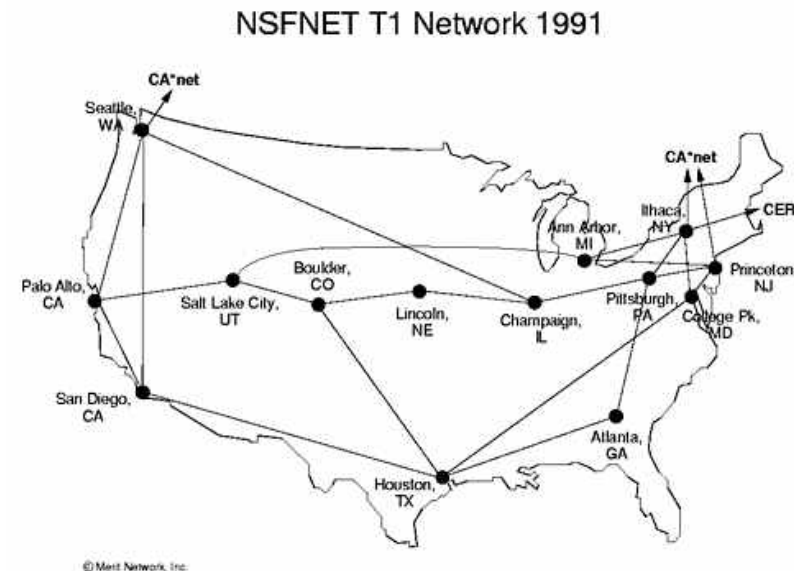 NSFNET T1 Network 1991
CA*net
Seattle,
WA
CA*net
Ithaca,
NY
CER
Ann Arbor,
MI
Princeton
NJ
Palo Alto,
CA
Salt Lake City,
UT
Boulder,
CO
Lincoln,
NE
Champaign,
IL
Pittsburgh,
PA
College Pk,
MD
San Diego,
CA
Houston,
TX
Atlanta,
GA
© Merit Network, Inc.